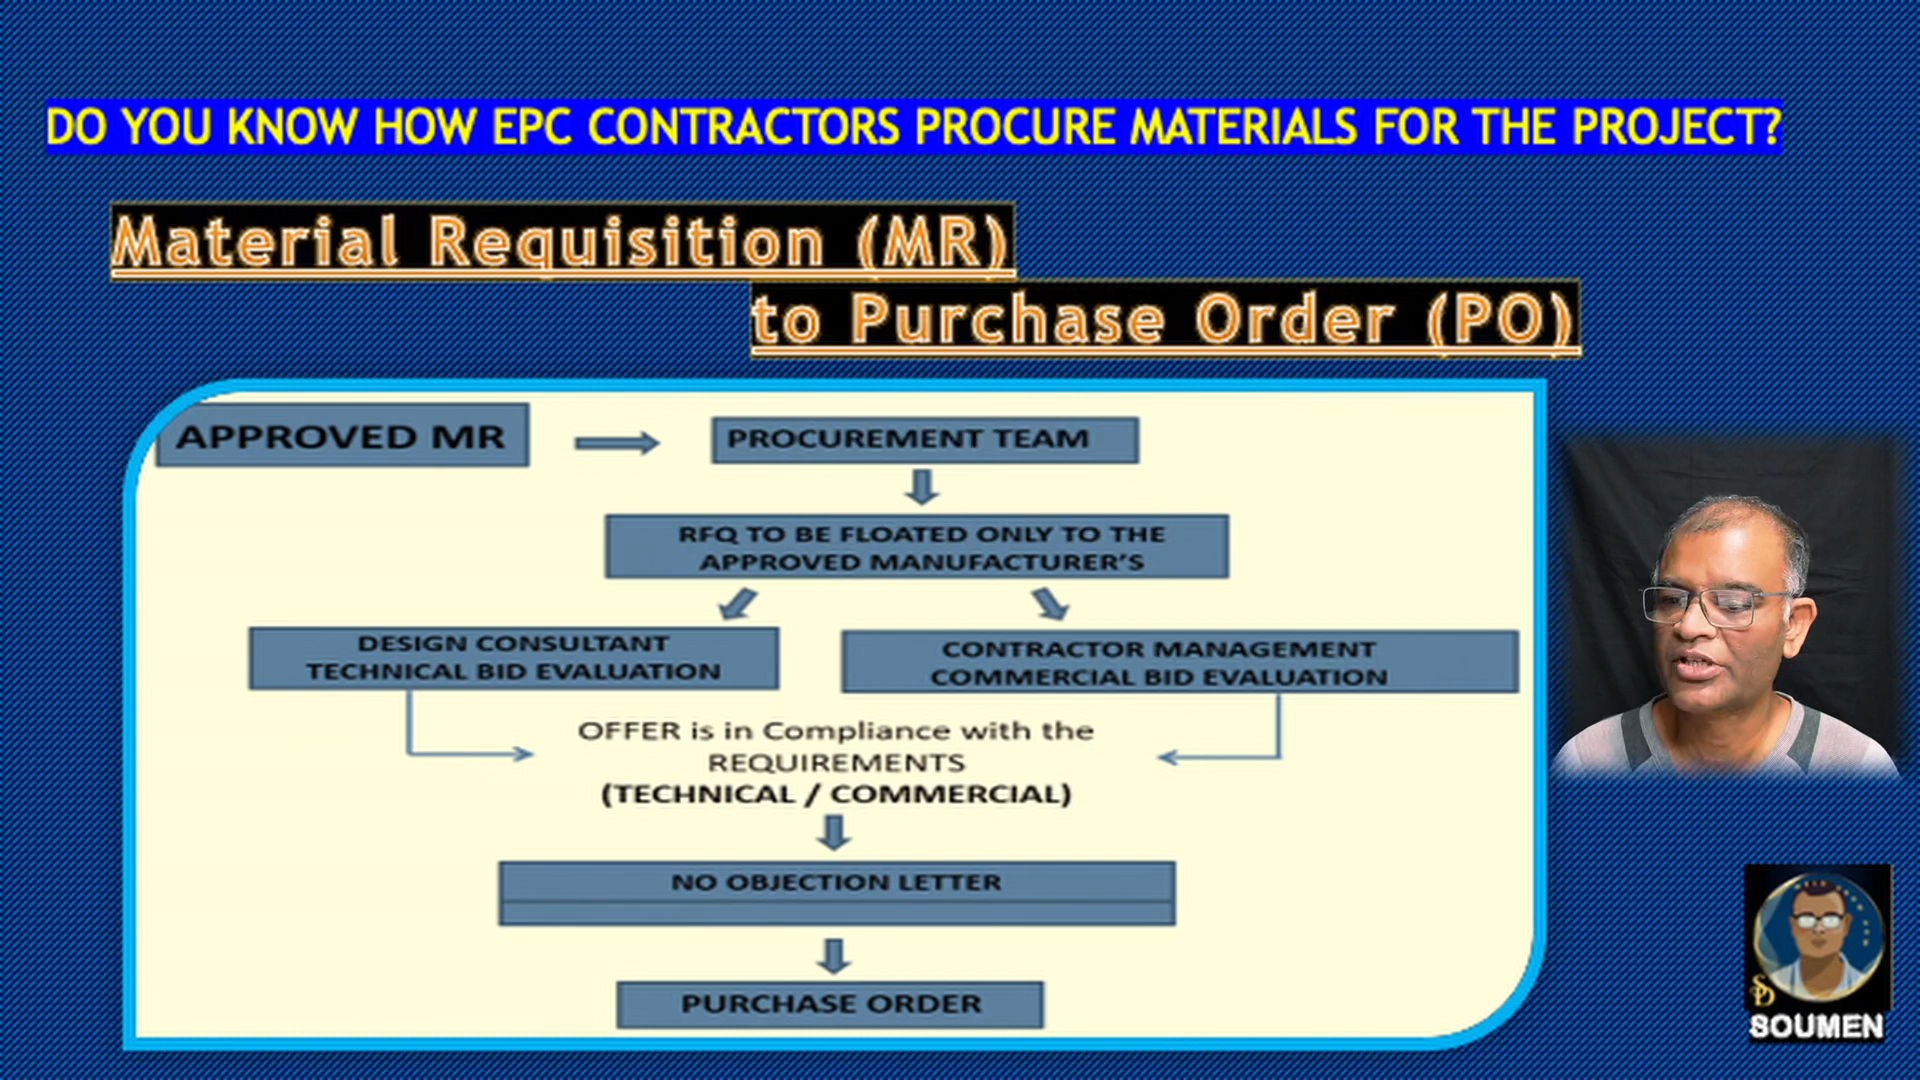 DO YOU KNOW HOW EPC CONTRACTORS PROCURE MATERIALS FOR THE PROJECT?
Material Requisition (MR)
to Purchase Order (PO)
APPROVED MR
PROCUREMENT TEAM
RFQ TO BE FLOATED ONLY TO THE
APPROVED MANUFACTURER'S
DESIGN CONSULTANT
TECHNICAL BID EVALUATION
CONTRACTOR MANAGEMENT
COMMERCIAL BID EVALUATION
OFFER is in Compliance with the
REQUIREMENTS
(TECHNICAL / COMMERCIAL)
NO OBJECTION LETTER
PURCHASE ORDER
SOUMEN